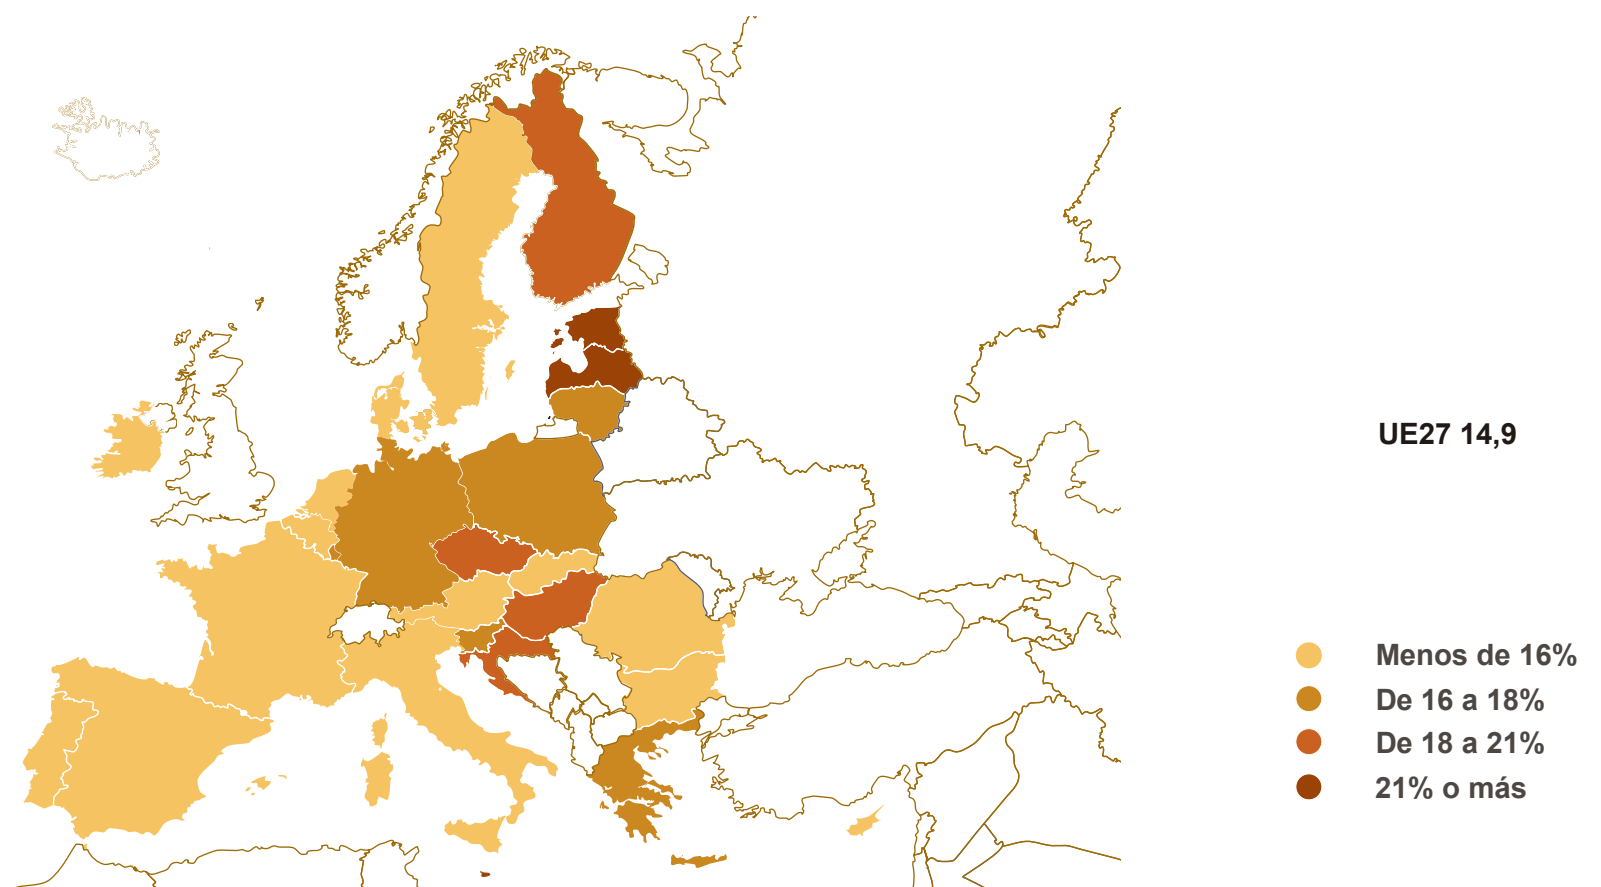 UE27 14,9
Menos de 16%
De 16 a 18%
De 18 a 21%
21% o más